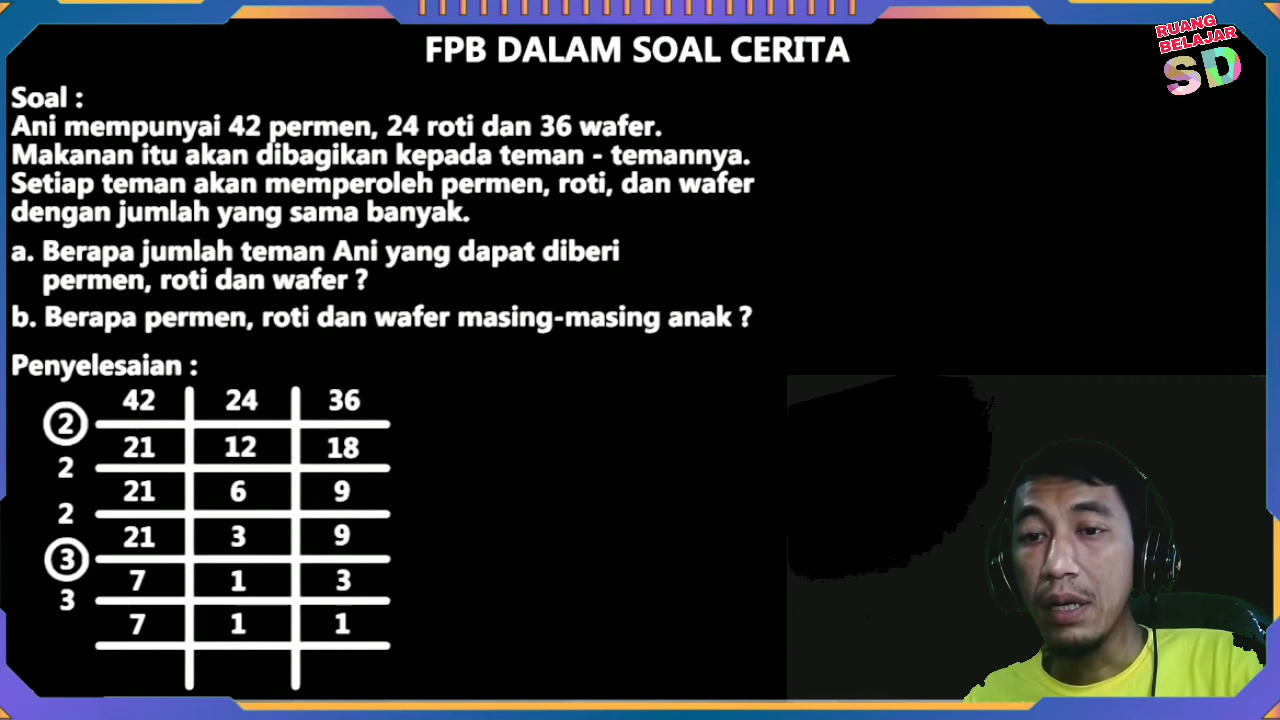 FPB DALAM SOAL CERITA
RUANG
BELAJAR
SD
Soal :
Ani mempunyai 42 permen, 24 roti dan 36 wafer.
Makanan itu akan dibagikan kepada teman - temannya.
Setiap teman akan memperoleh permen, roti, dan wafer
dengan jumlah yang sama banyak.
a. Berapa jumlah teman Ani yang dapat diberi
permen, roti dan wafer ?
b. Berapa permen, roti dan wafer masing-masing anak ?
Penyelesaian :
42 24 36
2
21 12 18
2
21 6 9
2
21 3 9
3
7 1 3
3
7 1 1